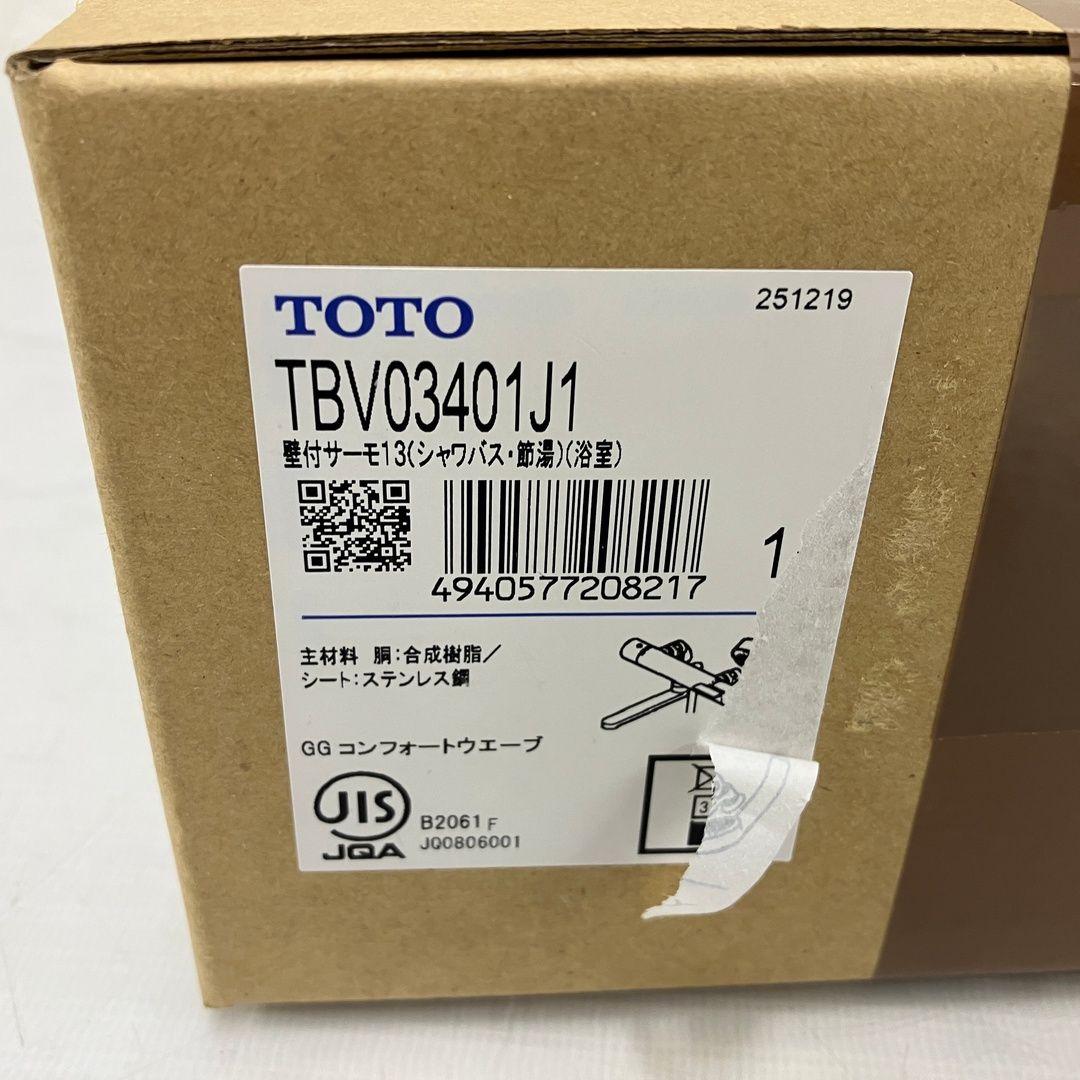 TOTO
251219
TBV03401J1
壁付サーモ13(シャワバス・節湯)(浴室)
4940577208217
1
主材料 胴:合成樹脂/
シート:ステンレス鋼
GG コンフォートウエーブ
JIS
JQA
B2061 F
JQ0806001
3